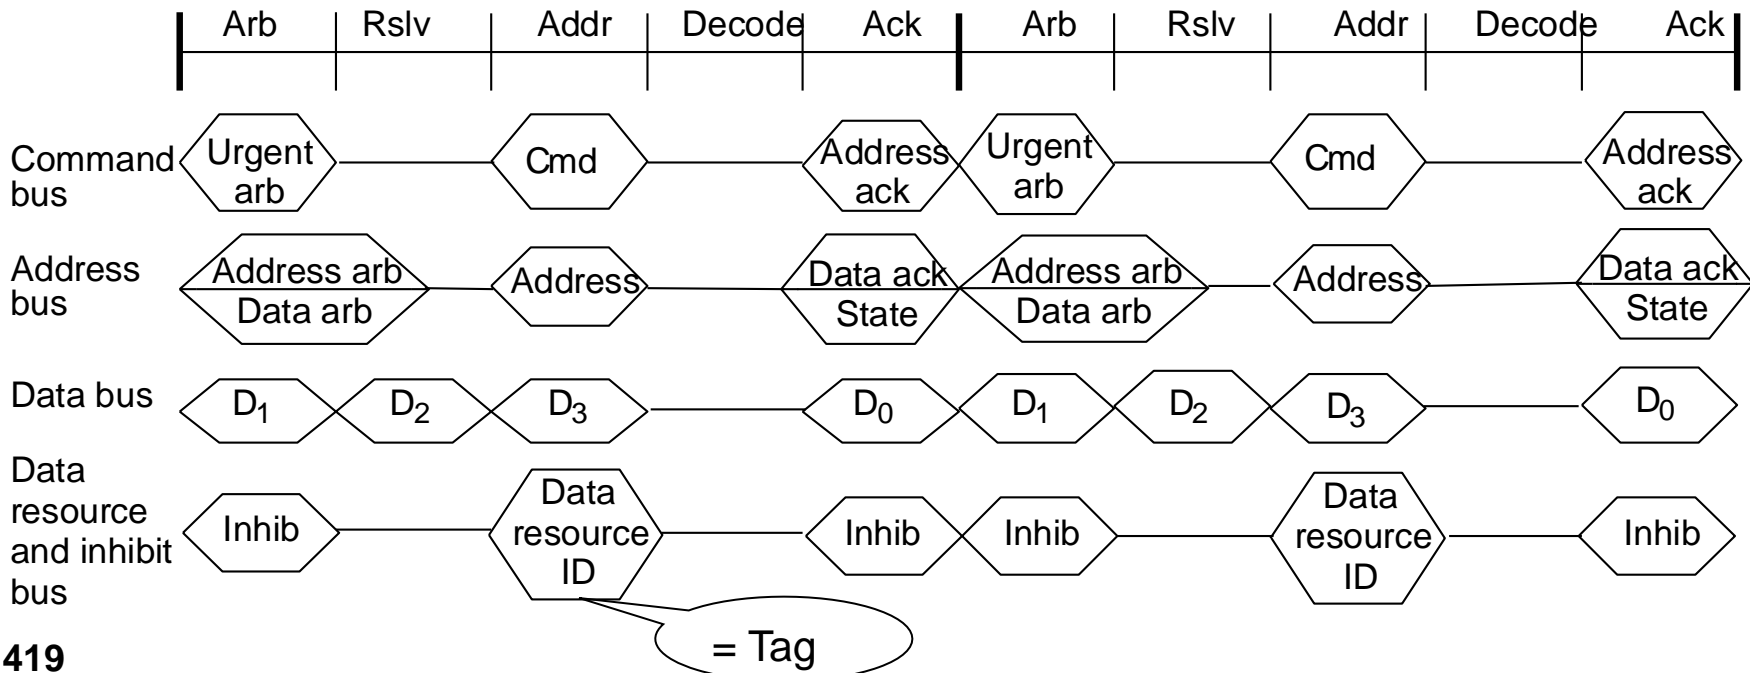 Arb Rslv Addr Decode Ack Arb Rslv Addr Decode Ack
Command
bus
Urgent
arb
Cmd
Address
ack
Urgent
arb
Cmd
Address
ack
Address
bus
Address arb
Data arb
Address
Data ack
State
Address arb
Data arb
Address
Data ack
State
Data bus
D1 D2 D3 D0 D1 D2 D3 D0
Data
resource
and inhibit
bus
Inhib
Data
resource
ID
Inhib
Inhib
Data
resource
ID
Inhib
= Tag
419